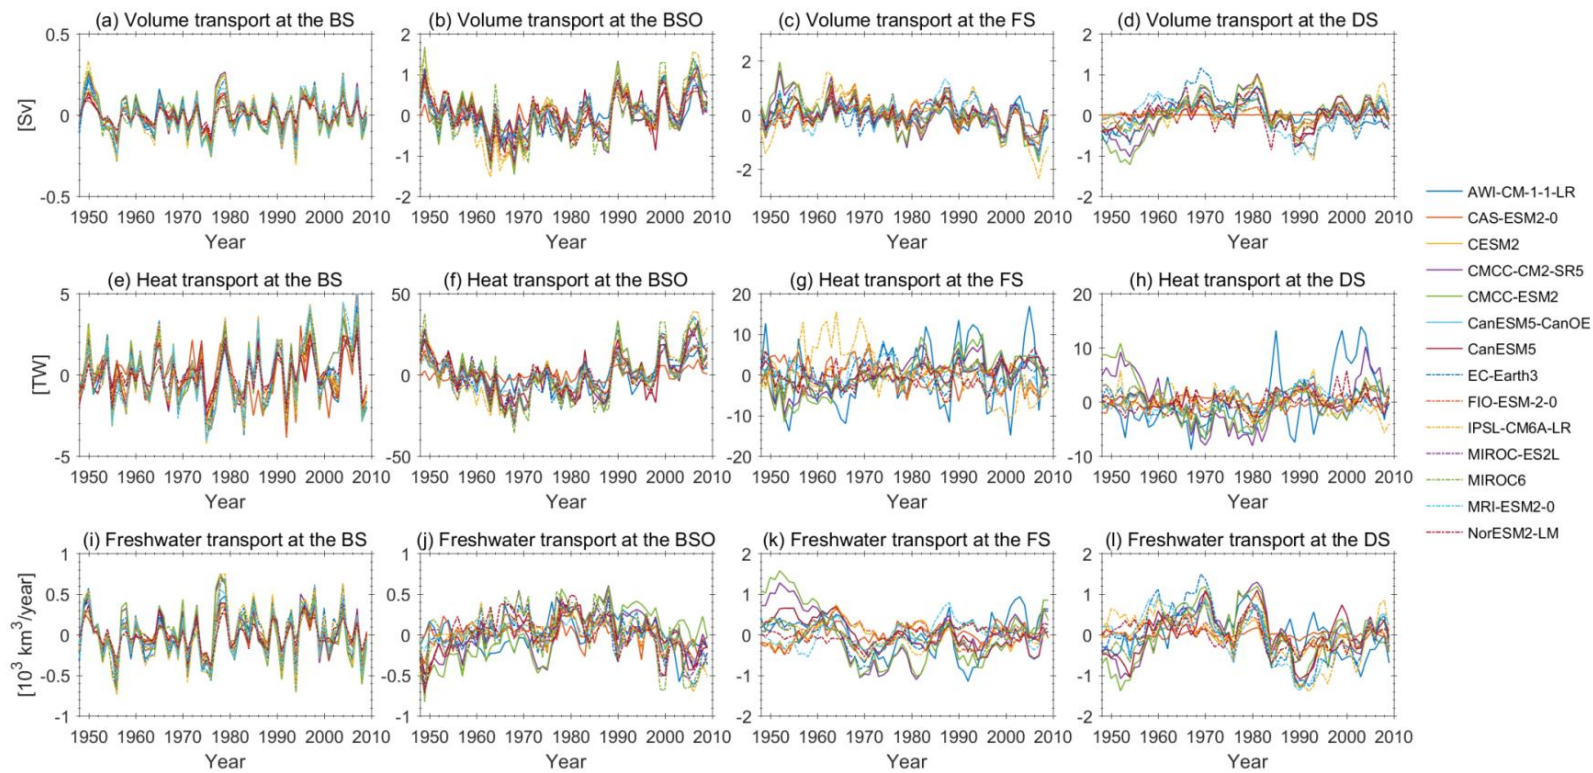 (a) Volume transport at the BS
(b) Volume transport at the BSO
(c) Volume transport at the FS
(d) Volume transport at the DS
[Sv]
0.5
0
-0.5
2
1
0
-1
-2
2
0
-2
2
1
0
-1
-2
1950 1960 1970 1980 1990 2000 2010
1950 1960 1970 1980 1990 2000 2010
1950 1960 1970 1980 1990 2000 2010
1950 1960 1970 1980 1990 2000 2010
Year
Year
Year
Year
(e) Heat transport at the BS
(f) Heat transport at the BSO
(g) Heat transport at the FS
(h) Heat transport at the DS
[TW]
5
0
-5
50
0
-50
20
10
0
-10
-20
20
10
0
-10
1950 1960 1970 1980 1990 2000 2010
1950 1960 1970 1980 1990 2000 2010
1950 1960 1970 1980 1990 2000 2010
1950 1960 1970 1980 1990 2000 2010
Year
Year
Year
Year
(i) Freshwater transport at the BS
(j) Freshwater transport at the BSO
(k) Freshwater transport at the FS
(l) Freshwater transport at the DS
[10³ km³/year]
1
0.5
0
-0.5
-1
1
0.5
0
-0.5
-1
2
1
0
-1
-2
2
1
0
-1
-2
1950 1960 1970 1980 1990 2000 2010
1950 1960 1970 1980 1990 2000 2010
1950 1960 1970 1980 1990 2000 2010
1950 1960 1970 1980 1990 2000 2010
Year
Year
Year
Year
AWI-CM-1-1-LR
CAS-ESM2-0
CESM2
CMCC-CM2-SR5
CMCC-ESM2
CanESM5-CanOE
CanESM5
EC-Earth3
FIO-ESM-2-0
IPSL-CM6A-LR
MIROC-ES2L
MIROC6
MRI-ESM2-0
NorESM2-LM